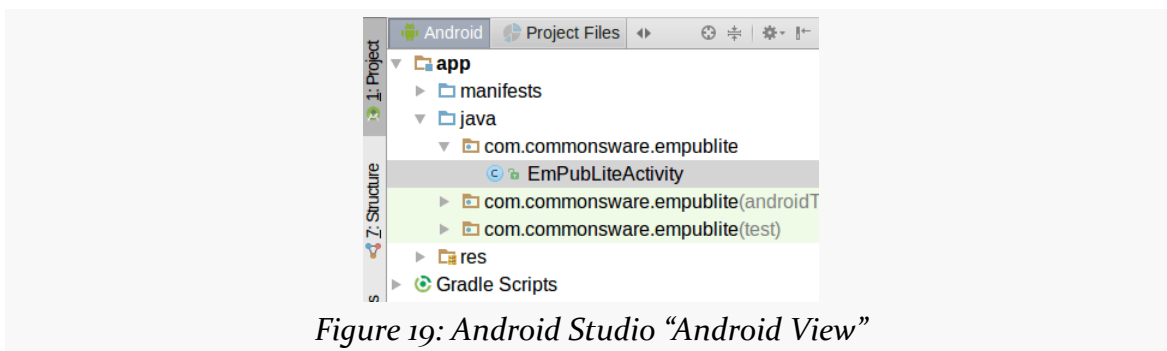 Android Project Files
1: Project
app
manifests
java
com.commonsware.empublite
EmPubLiteActivity
7: Structure
com.commonsware.empublite(androidT
com.commonsware.empublite(test)
res
Gradle Scripts
Figure 19: Android Studio “Android View”